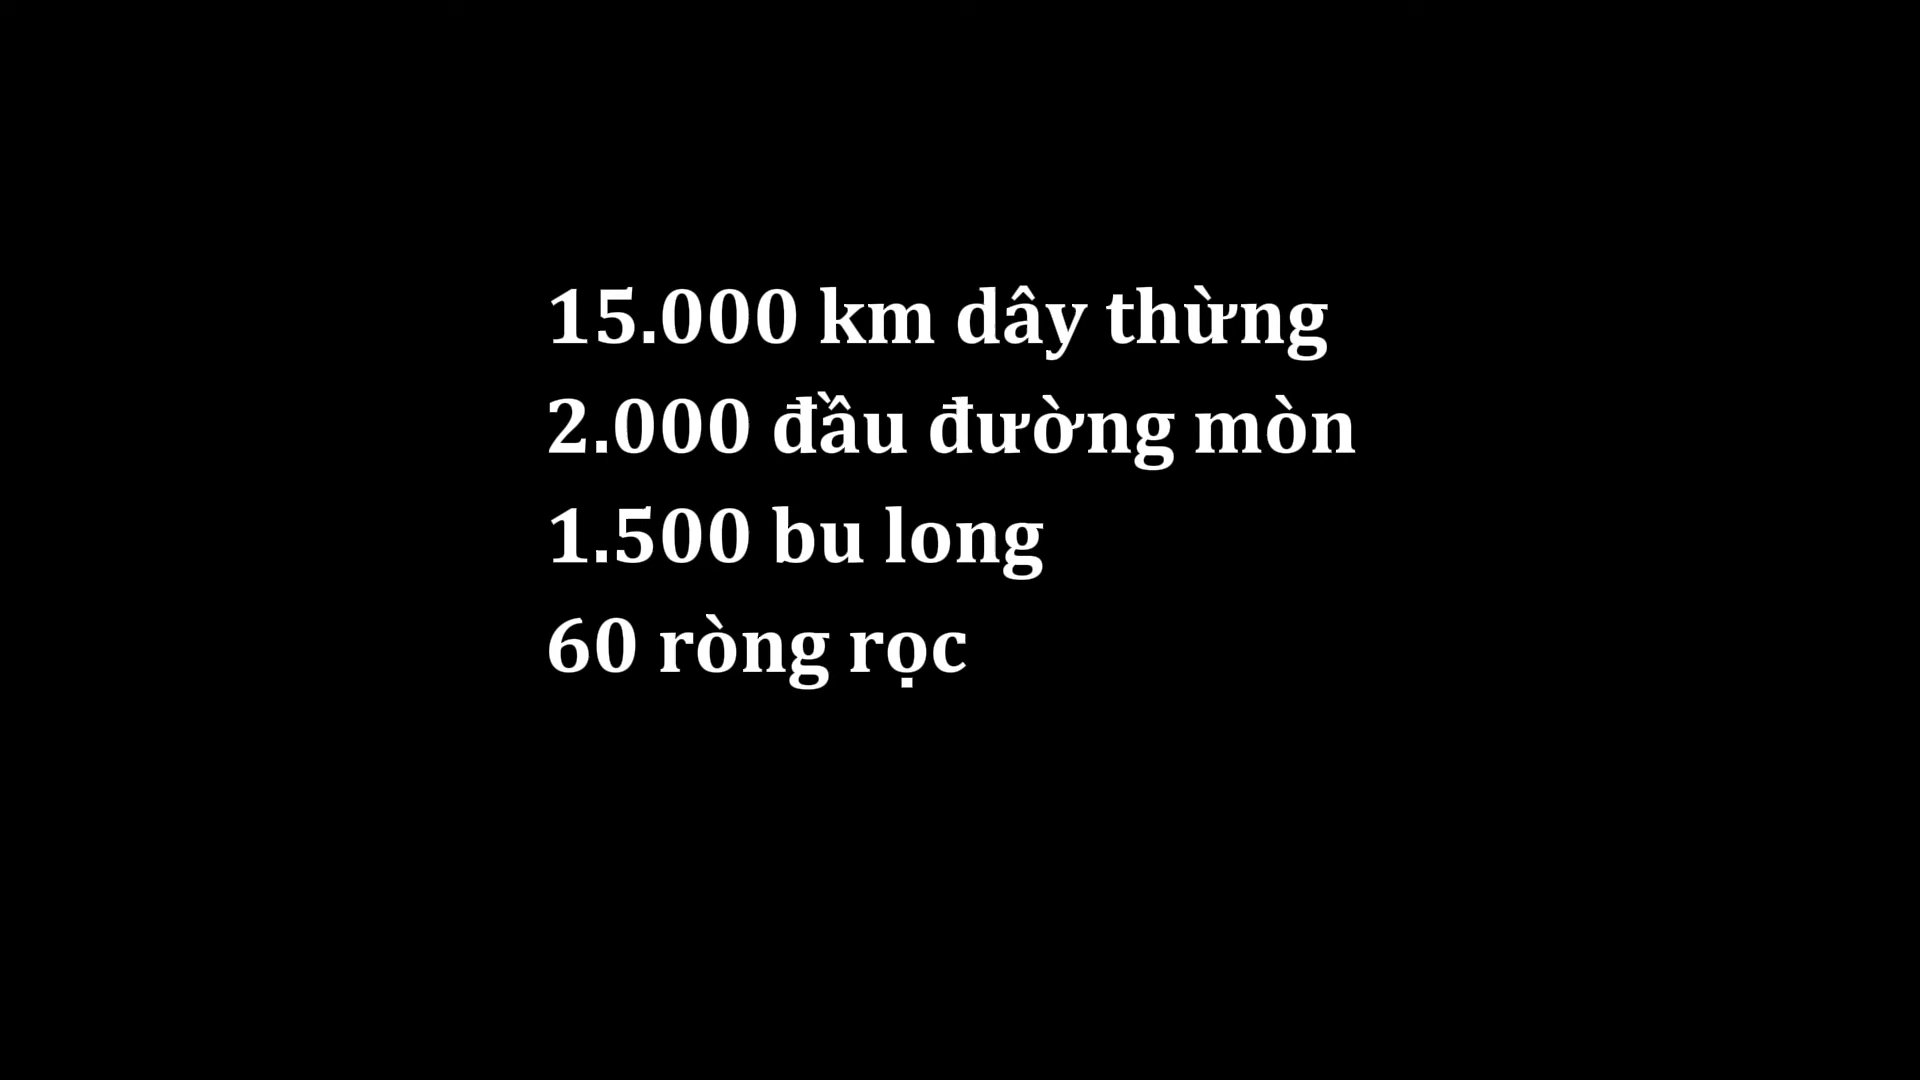 15.000 km dây thừng
2.000 đầu đường mòn
1.500 bu long
60 ròng rọc